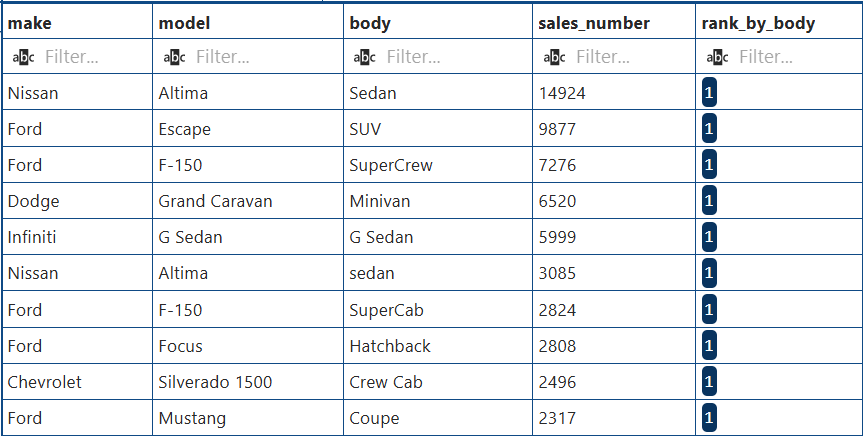 make model body sales_number rank_by_body
abc Filter... abc Filter... abc Filter... abc Filter... abc Filter...
Nissan Altima Sedan 14924 1
Ford Escape SUV 9877 1
Ford F-150 SuperCrew 7276 1
Dodge Grand Caravan Minivan 6520 1
Infiniti G Sedan G Sedan 5999 1
Nissan Altima sedan 3085 1
Ford F-150 SuperCab 2824 1
Ford Focus Hatchback 2808 1
Chevrolet Silverado 1500 Crew Cab 2496 1
Ford Mustang Coupe 2317 1